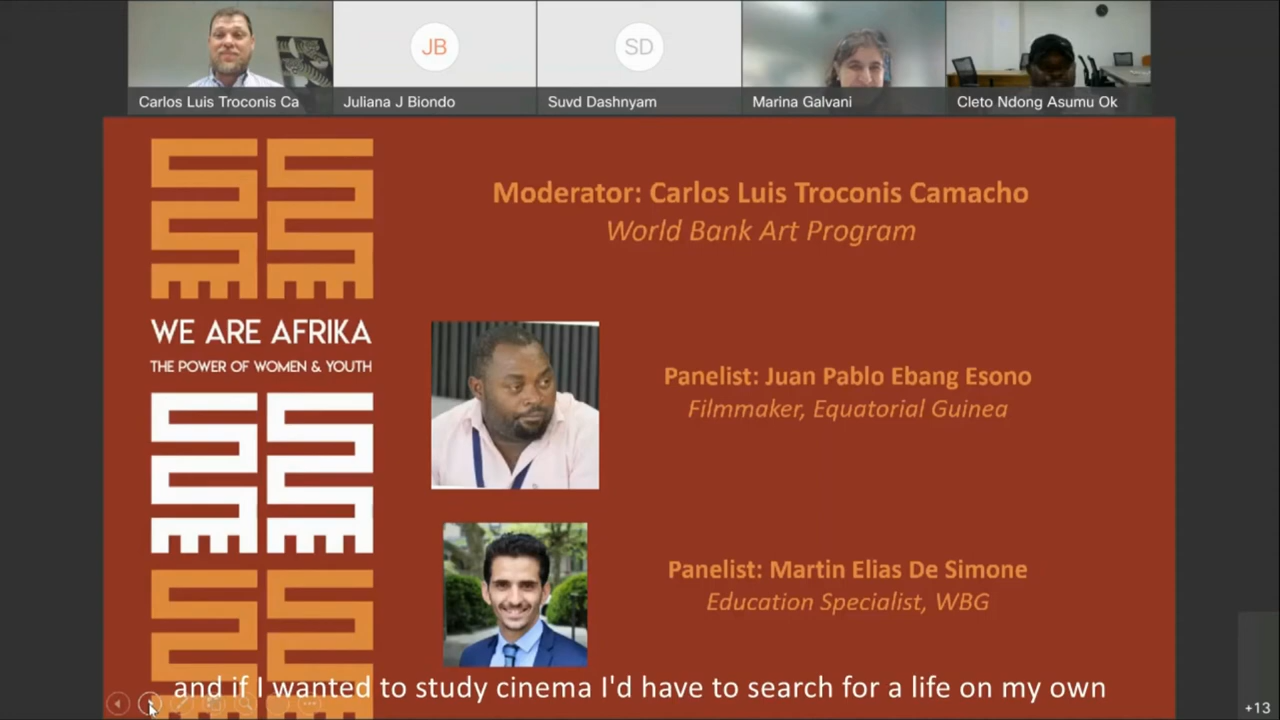 JB
SD
Carlos Luis Troconis Ca
Juliana J Biondo
Suvd Dashnyam
Marina Galvani
Cleto Ndong Asumu Ok
Moderator: Carlos Luis Troconis Camacho
World Bank Art Program
WE ARE AFRIKA
THE POWER OF WOMEN & YOUTH
Panelist: Juan Pablo Ebang Esono
Filmmaker, Equatorial Guinea
Panelist: Martin Elias De Simone
Education Specialist, WBG
and if I wanted to study cinema I'd have to search for a life on my own
+13